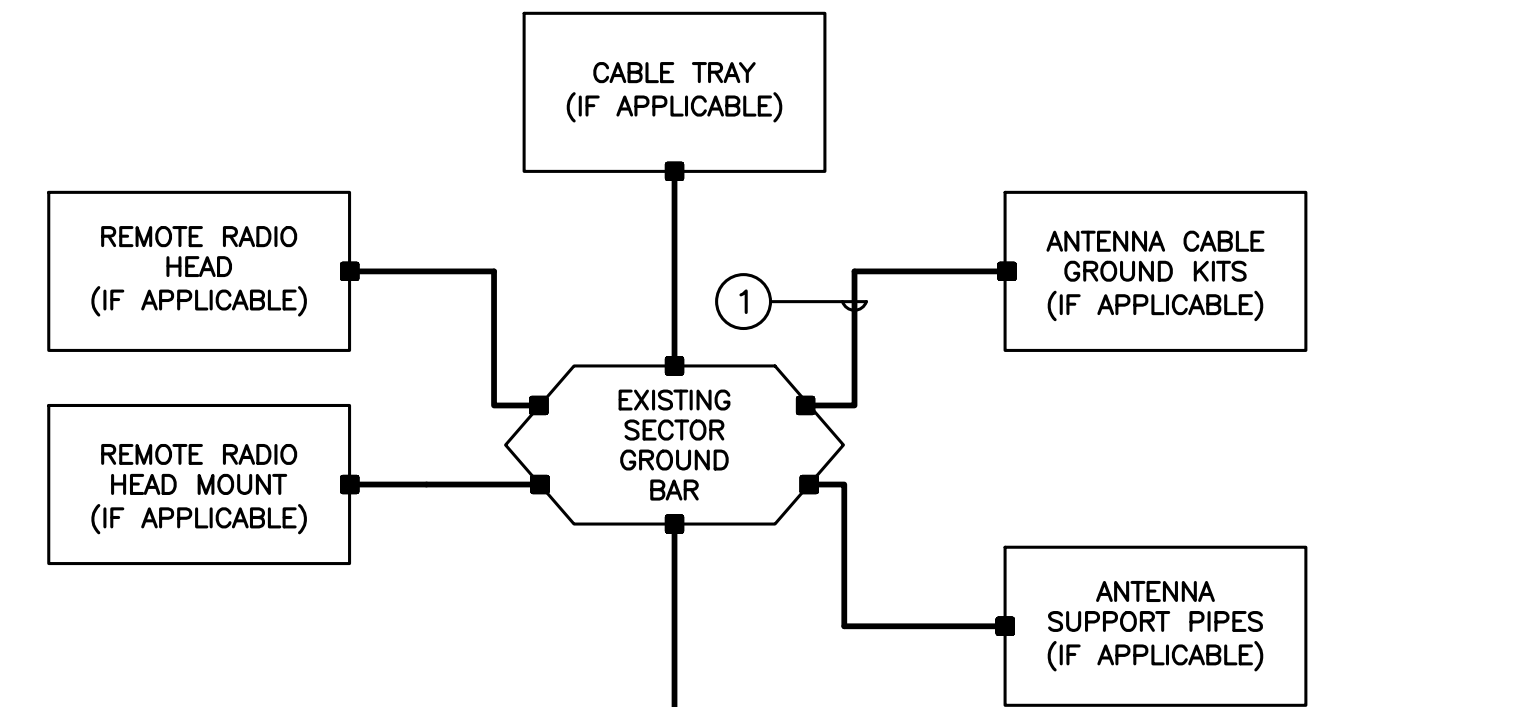 CABLE TRAY
(IF APPLICABLE)
REMOTE RADIO
HEAD
(IF APPLICABLE)
ANTENNA CABLE
GROUND KITS
(IF APPLICABLE)
1
EXISTING
SECTOR
GROUND
BAR
REMOTE RADIO
HEAD MOUNT
(IF APPLICABLE)
ANTENNA
SUPPORT PIPES
(IF APPLICABLE)